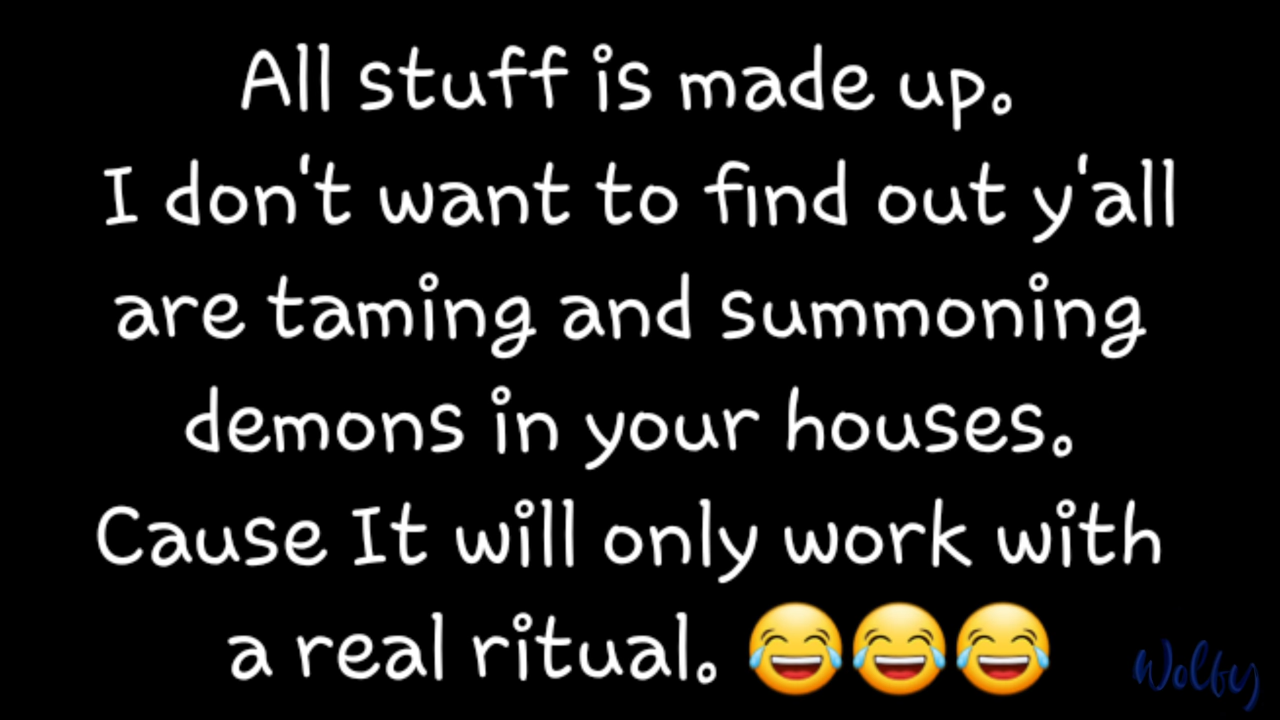 All stuff is made up.
I don't want to find out y'all
are taming and summoning
demons in your houses.
Cause It will only work with
a real ritual. 😂😂😂
Wolby